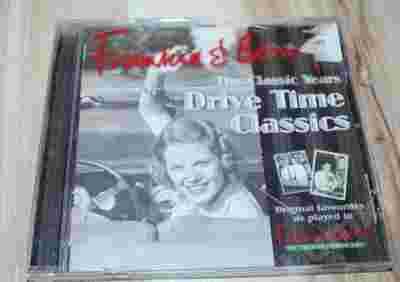 Frankie & Benny's
The Classic Years
Drive Time
Classics
Original favourites
as played in